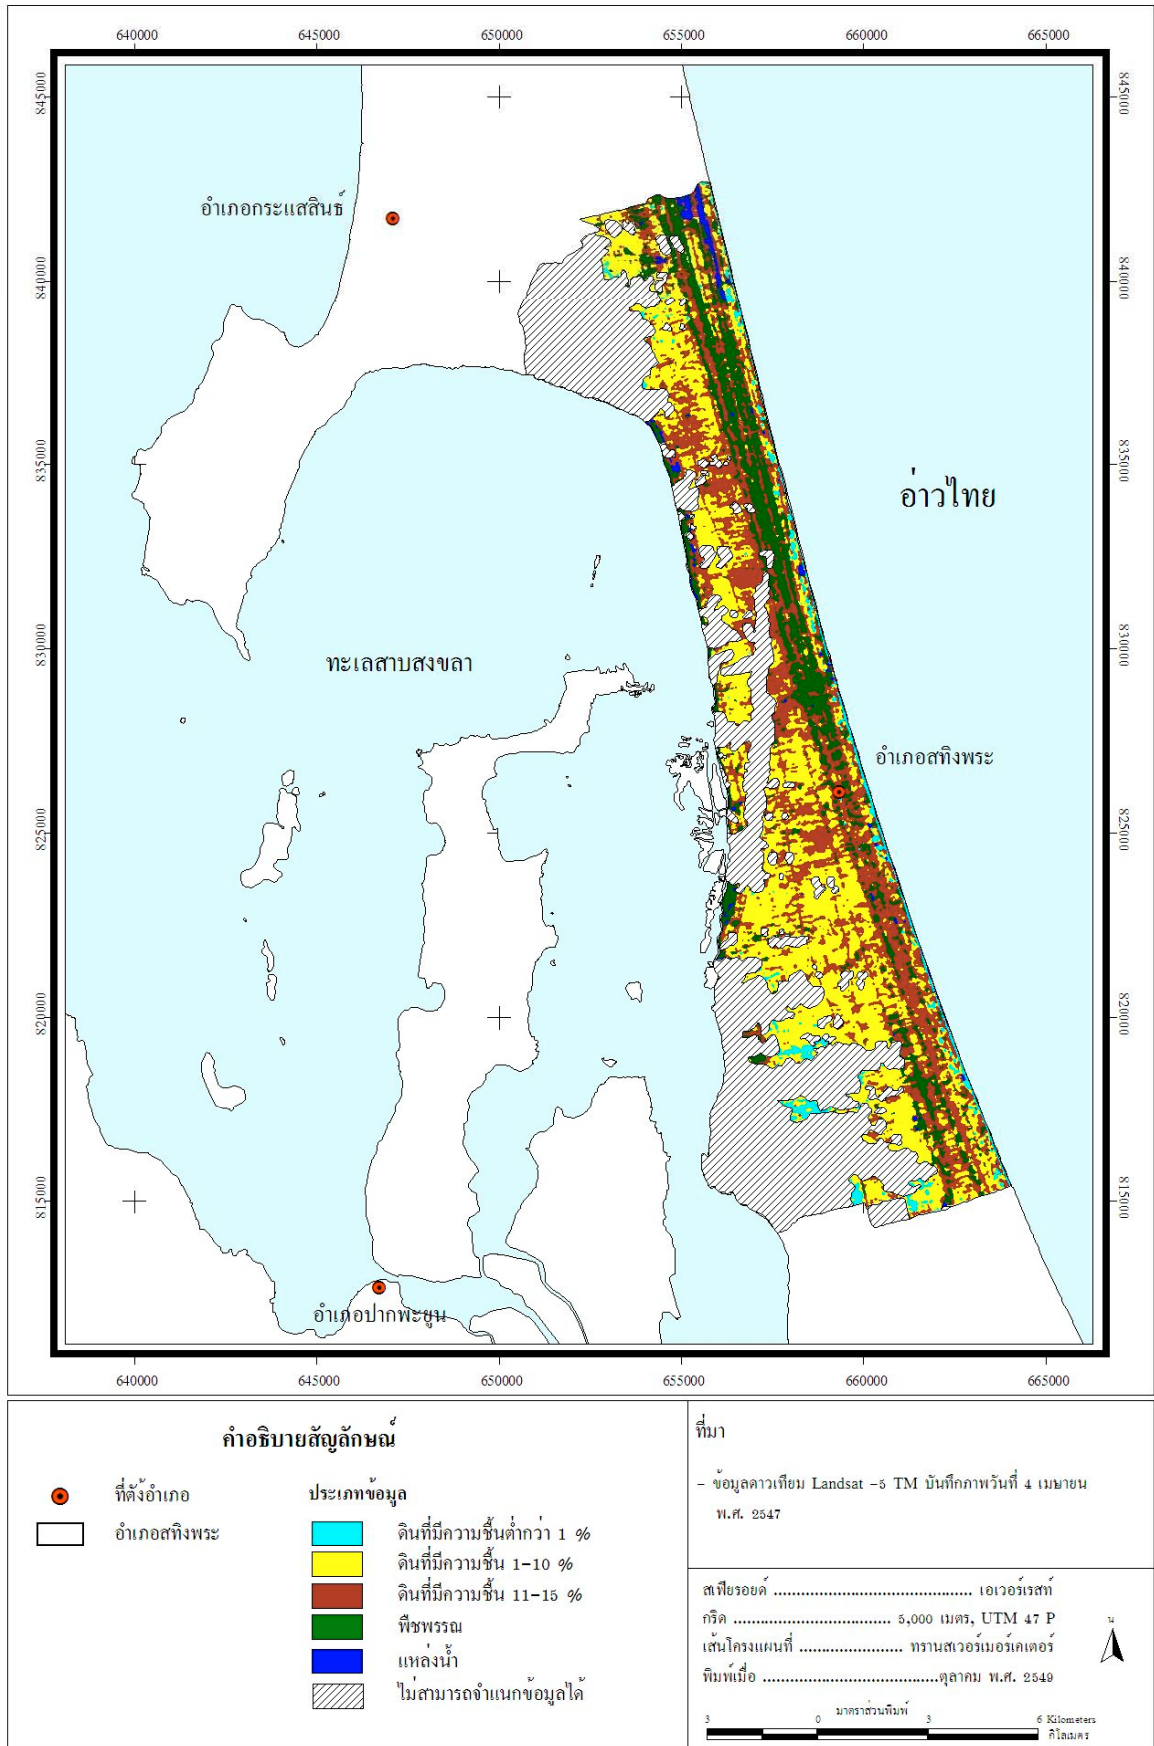 640000 645000 650000 655000 660000 665000
845000 845000
อำเภอกระแสสินธุ์
840000 840000
835000 835000
อ่าวไทย
830000 830000
ทะเลสาบสงขลา
อำเภอสทิงพระ
825000 825000
820000 820000
815000 815000
อำเภอปากพะยูน
640000 645000 650000 655000 660000 665000
คำอธิบายสัญลักษณ์
ที่ตั้งอำเภอ
อำเภอสทิงพระ
ประเภทข้อมูล
ดินที่มีความชื้นต่ำกว่า 1 %
ดินที่มีความชื้น 1-10 %
ดินที่มีความชื้น 11-15 %
พืชพรรณ
แหล่งน้ำ
ไม่สามารถจำแนกข้อมูลได้
ที่มา
- ข้อมูลดาวเทียม Landsat -5 TM บันทึกภาพวันที่ 4 เมษายน
พ.ศ. 2547
สเฟียรอยด์ ............................................ เอเวอร์เรสท์
กริด ................................... 5,000 เมตร, UTM 47 P
เส้นโครงแผนที่ ....................... ทรานสเวอร์เมอร์เคเตอร์
พิมพ์เมื่อ .......................................ตุลาคม พ.ศ. 2549
น
มาตราส่วนพิมพ์
3 0 3 6 Kilometers
กิโลเมตร